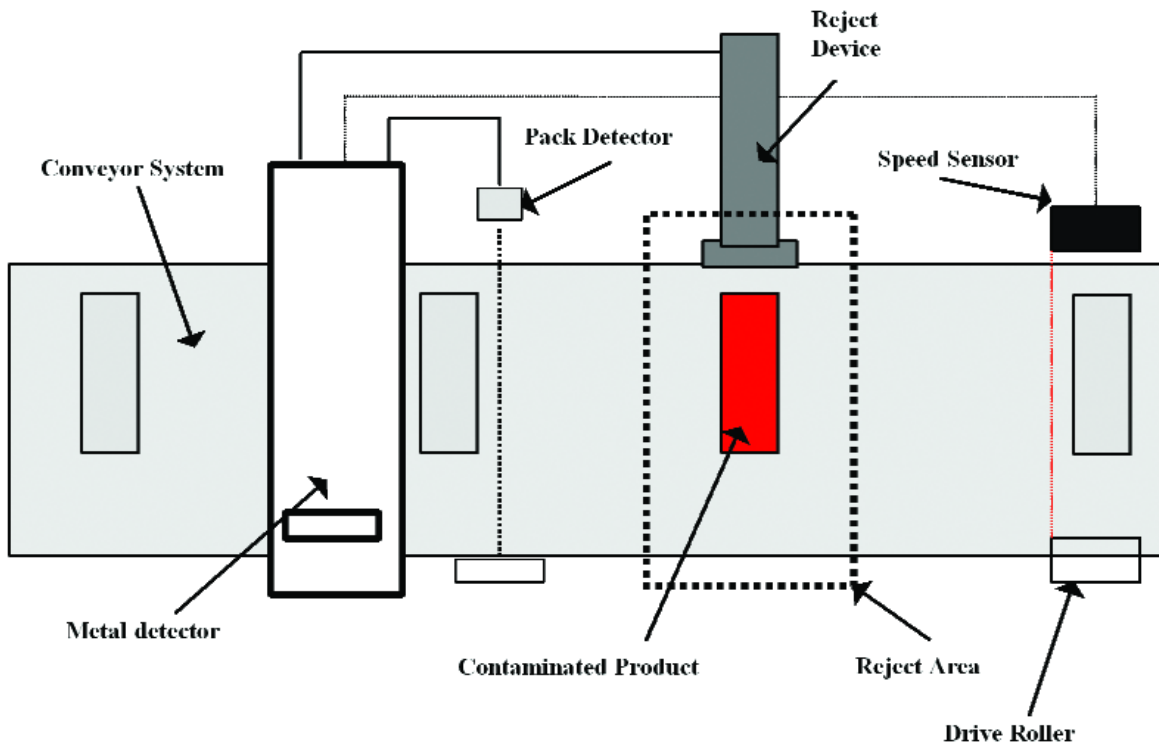 Reject
Device
Pack Detector
Speed Sensor
Conveyor System
Metal detector
Contaminated Product
Reject Area
Drive Roller